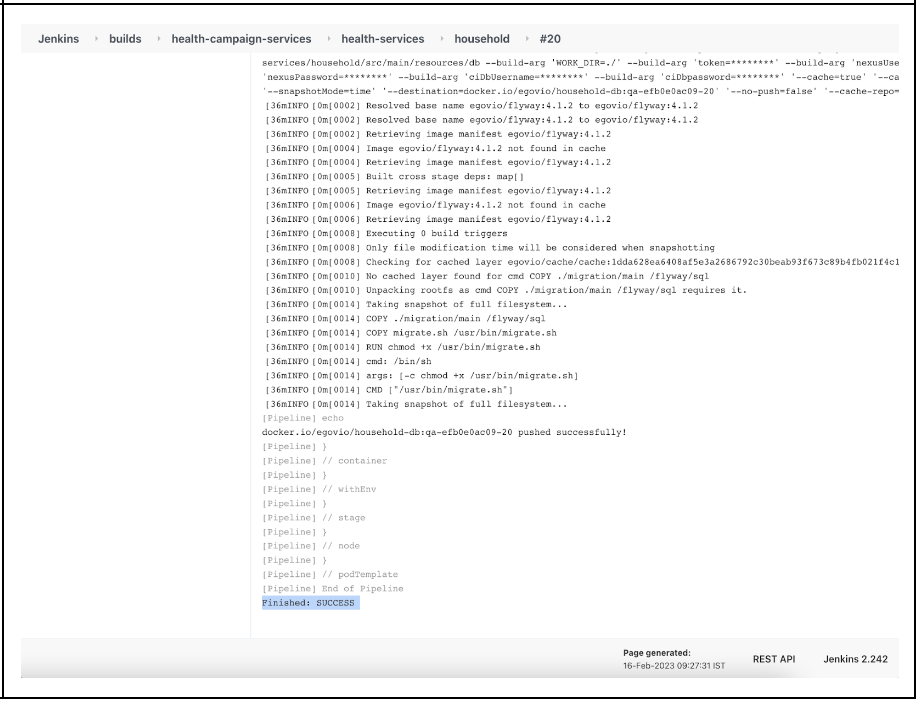 Jenkins › builds › health-campaign-services › health-services › household › #20
services/household/src/main/resources/db --build-arg 'WORK_DIR=./' --build-arg 'token=********' --build-arg 'nexusUse
'nexusPassword=********' --build-arg 'ciDbUsername=********' --build-arg 'ciDbpassword=********' '--cache=true' '--ca
'--snapshotMode=time' '--destination=docker.io/egovio/household-db:qa-efb0e0ac09-20' '--no-push=false' '--cache-repo=
[36mINFO[0m[0002] Resolved base name egovio/flyway:4.1.2 to egovio/flyway:4.1.2
[36mINFO[0m[0002] Resolved base name egovio/flyway:4.1.2 to egovio/flyway:4.1.2
[36mINFO[0m[0002] Retrieving image manifest egovio/flyway:4.1.2
[36mINFO[0m[0004] Image egovio/flyway:4.1.2 not found in cache
[36mINFO[0m[0004] Retrieving image manifest egovio/flyway:4.1.2
[36mINFO[0m[0005] Built cross stage deps: map[]
[36mINFO[0m[0005] Retrieving image manifest egovio/flyway:4.1.2
[36mINFO[0m[0006] Image egovio/flyway:4.1.2 not found in cache
[36mINFO[0m[0006] Retrieving image manifest egovio/flyway:4.1.2
[36mINFO[0m[0008] Executing 0 build triggers
[36mINFO[0m[0008] Only file modification time will be considered when snapshotting
[36mINFO[0m[0008] Checking for cached layer egovio/cache/cache:1dda628ea6408af5e3a2686792c30beab93f673c89b4fb021f4c1
[36mINFO[0m[0010] No cached layer found for cmd COPY ./migration/main /flyway/sql
[36mINFO[0m[0010] Unpacking rootfs as cmd COPY ./migration/main /flyway/sql requires it.
[36mINFO[0m[0014] Taking snapshot of full filesystem...
[36mINFO[0m[0014] COPY ./migration/main /flyway/sql
[36mINFO[0m[0014] COPY migrate.sh /usr/bin/migrate.sh
[36mINFO[0m[0014] RUN chmod +x /usr/bin/migrate.sh
[36mINFO[0m[0014] cmd: /bin/sh
[36mINFO[0m[0014] args: [-c chmod +x /usr/bin/migrate.sh]
[36mINFO[0m[0014] CMD ["/usr/bin/migrate.sh"]
[36mINFO[0m[0014] Taking snapshot of full filesystem...
[Pipeline] echo
docker.io/egovio/household-db:qa-efb0e0ac09-20 pushed successfully!
[Pipeline] }
[Pipeline] // container
[Pipeline] }
[Pipeline] // withEnv
[Pipeline] }
[Pipeline] // stage
[Pipeline] }
[Pipeline] // node
[Pipeline] }
[Pipeline] // podTemplate
[Pipeline] End of Pipeline
Finished: SUCCESS
Page generated:
16-Feb-2023 09:27:31 IST
REST API
Jenkins 2.242